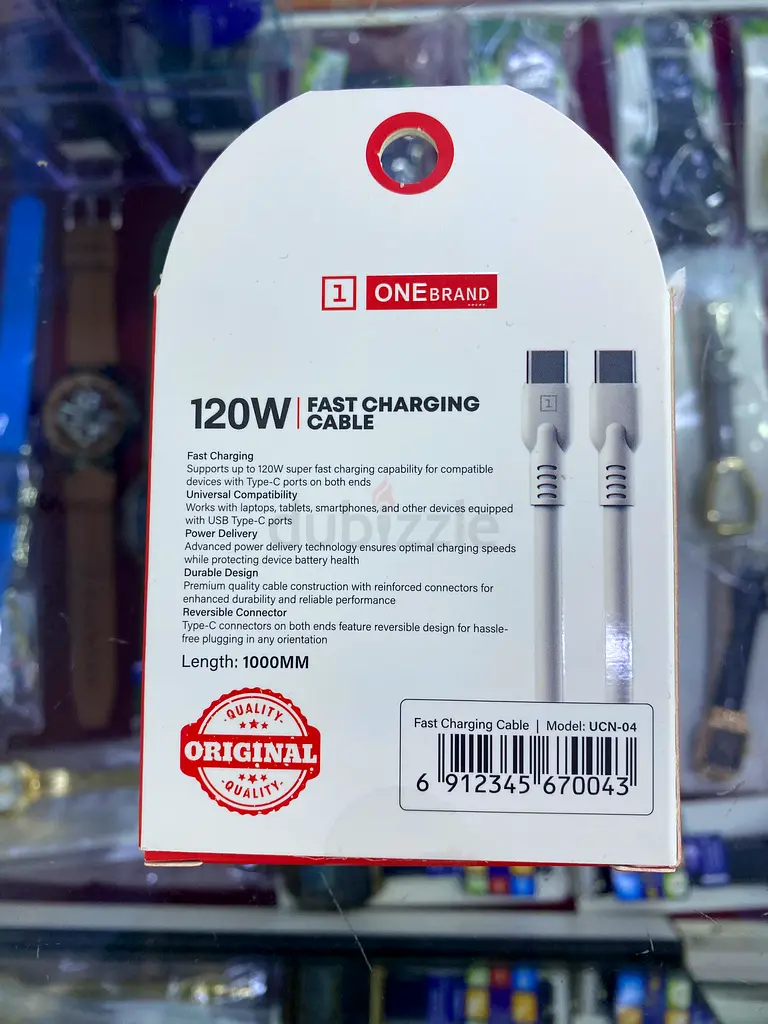 1 ONEBRAND
120W | FAST CHARGING CABLE
Fast Charging
Supports up to 120W super fast charging capability for compatible
devices with Type-C ports on both ends
Universal Compatibility
Works with laptops, tablets, smartphones, and other devices equipped
with USB Type-C ports
Power Delivery
Advanced power delivery technology ensures optimal charging speeds
while protecting device battery health
Durable Design
Premium quality cable construction with reinforced connectors for
enhanced durability and reliable performance
Reversible Connector
Type-C connectors on both ends feature reversible design for hassle-
free plugging in any orientation
Length: 1000MM
1
dubizzle
QUALITY
ORIGINAL
QUALITY
Fast Charging Cable | Model: UCN-04
6 912345 670043